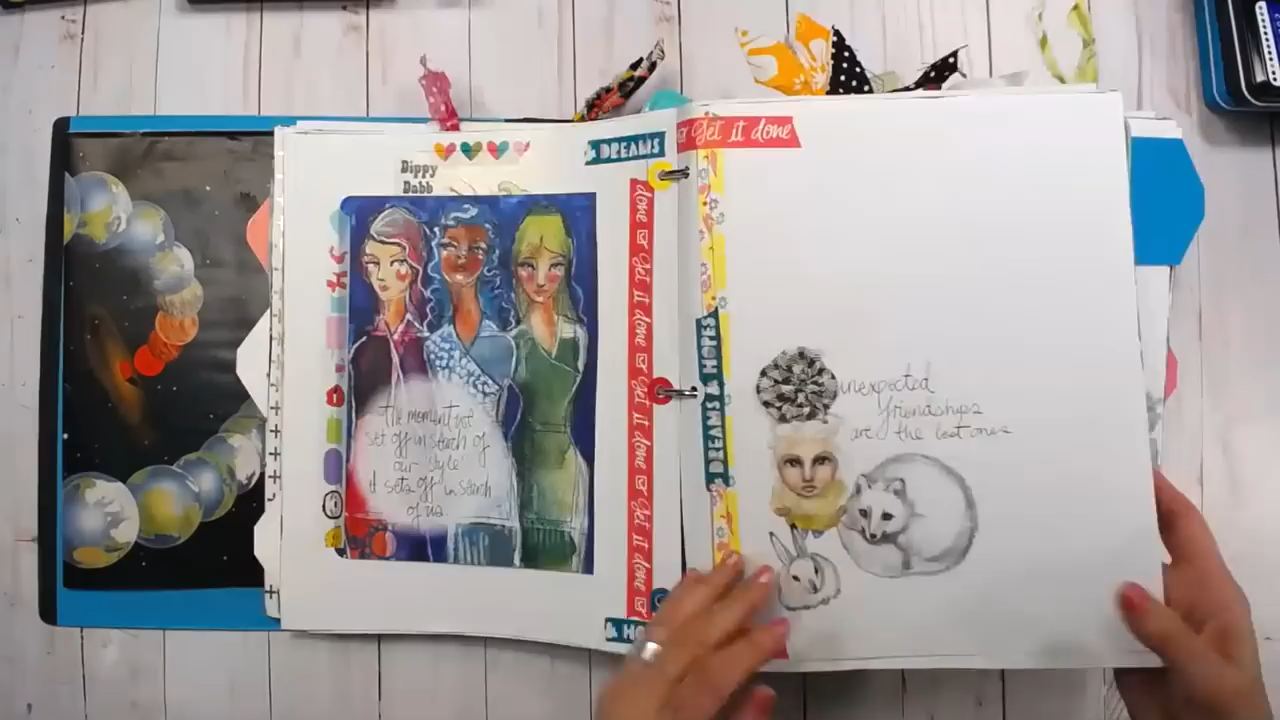 Dippy
Dabb
& DREAMS
done get it done get it done get it done get it done
the moment we
set off in search of
our 'style'
it sets off in search
of us.
& HO
get it done
& DREAMS & HOPES
unexpected
friendships
are the best ones